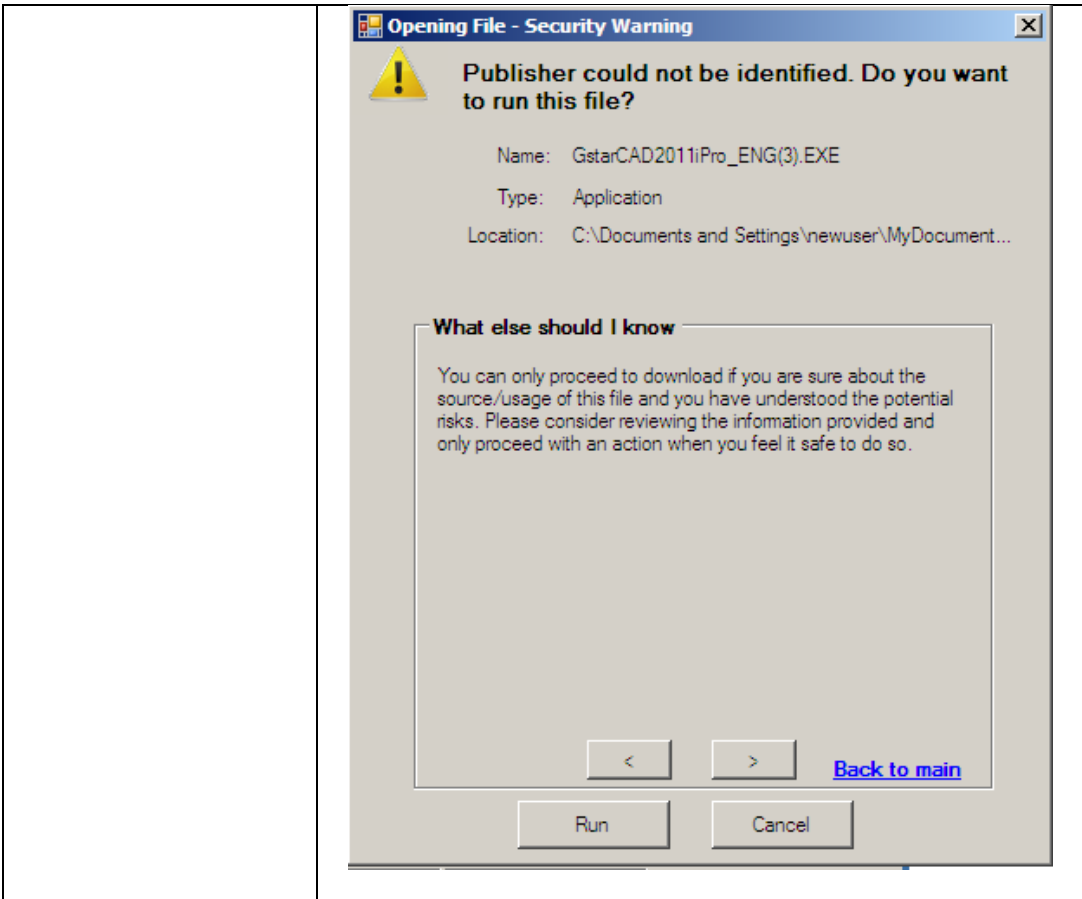 Opening File - Security Warning
Publisher could not be identified. Do you want
to run this file?
Name: GstarCAD2011iPro_ENG(3).EXE
Type: Application
Location: C:\Documents and Settings\newuser\MyDocument...
What else should I know
You can only proceed to download if you are sure about the
source/usage of this file and you have understood the potential
risks. Please consider reviewing the information provided and
only proceed with an action when you feel it safe to do so.
< > Back to main
Run Cancel